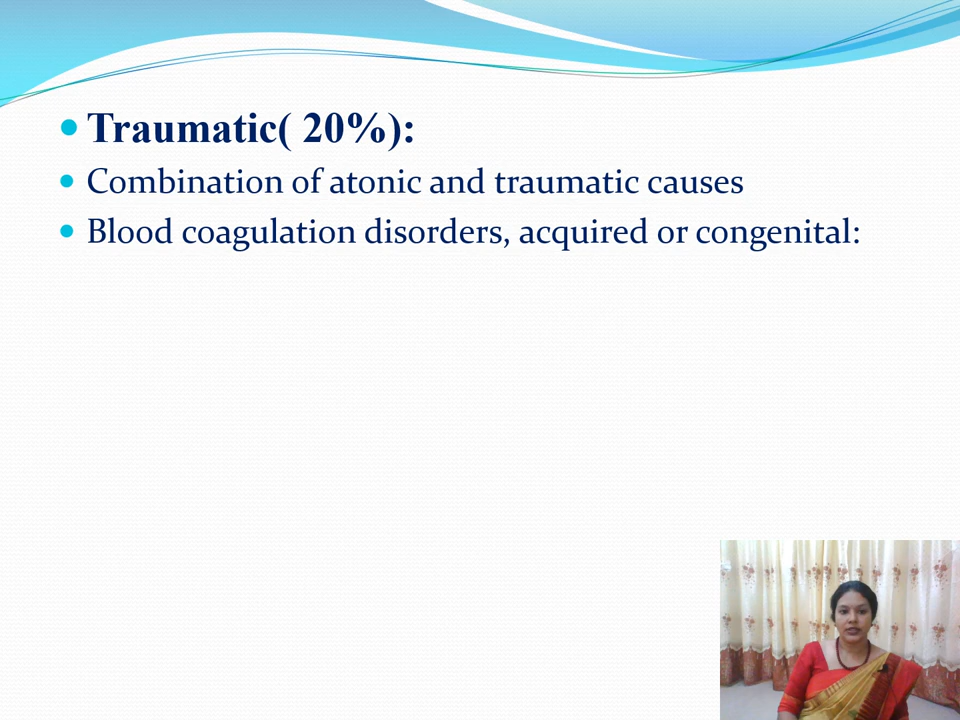 Traumatic( 20%):
Combination of atonic and traumatic causes
Blood coagulation disorders, acquired or congenital: